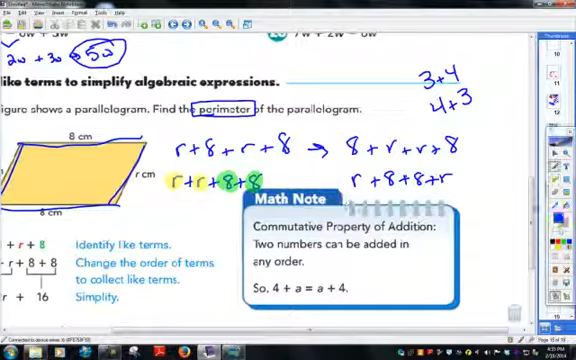 2w + 3w = 5w
7w + 2w = 8w
like terms to simplify algebraic expressions.
3+4
4+3
figure shows a parallelogram. Find the perimeter of the parallelogram.
8 cm
r + 8 + r + 8 → 8 + r + r + 8
r cm
r + r + 8 + 8
r + 8 + 8 + r
8 cm
Math Note
Commutative Property of Addition:
Two numbers can be added in
any order.
So, 4 + a = a + 4.
+ r + 8 Identify like terms.
r + 8 + 8 Change the order of terms
to collect like terms.
r + 16 Simplify.